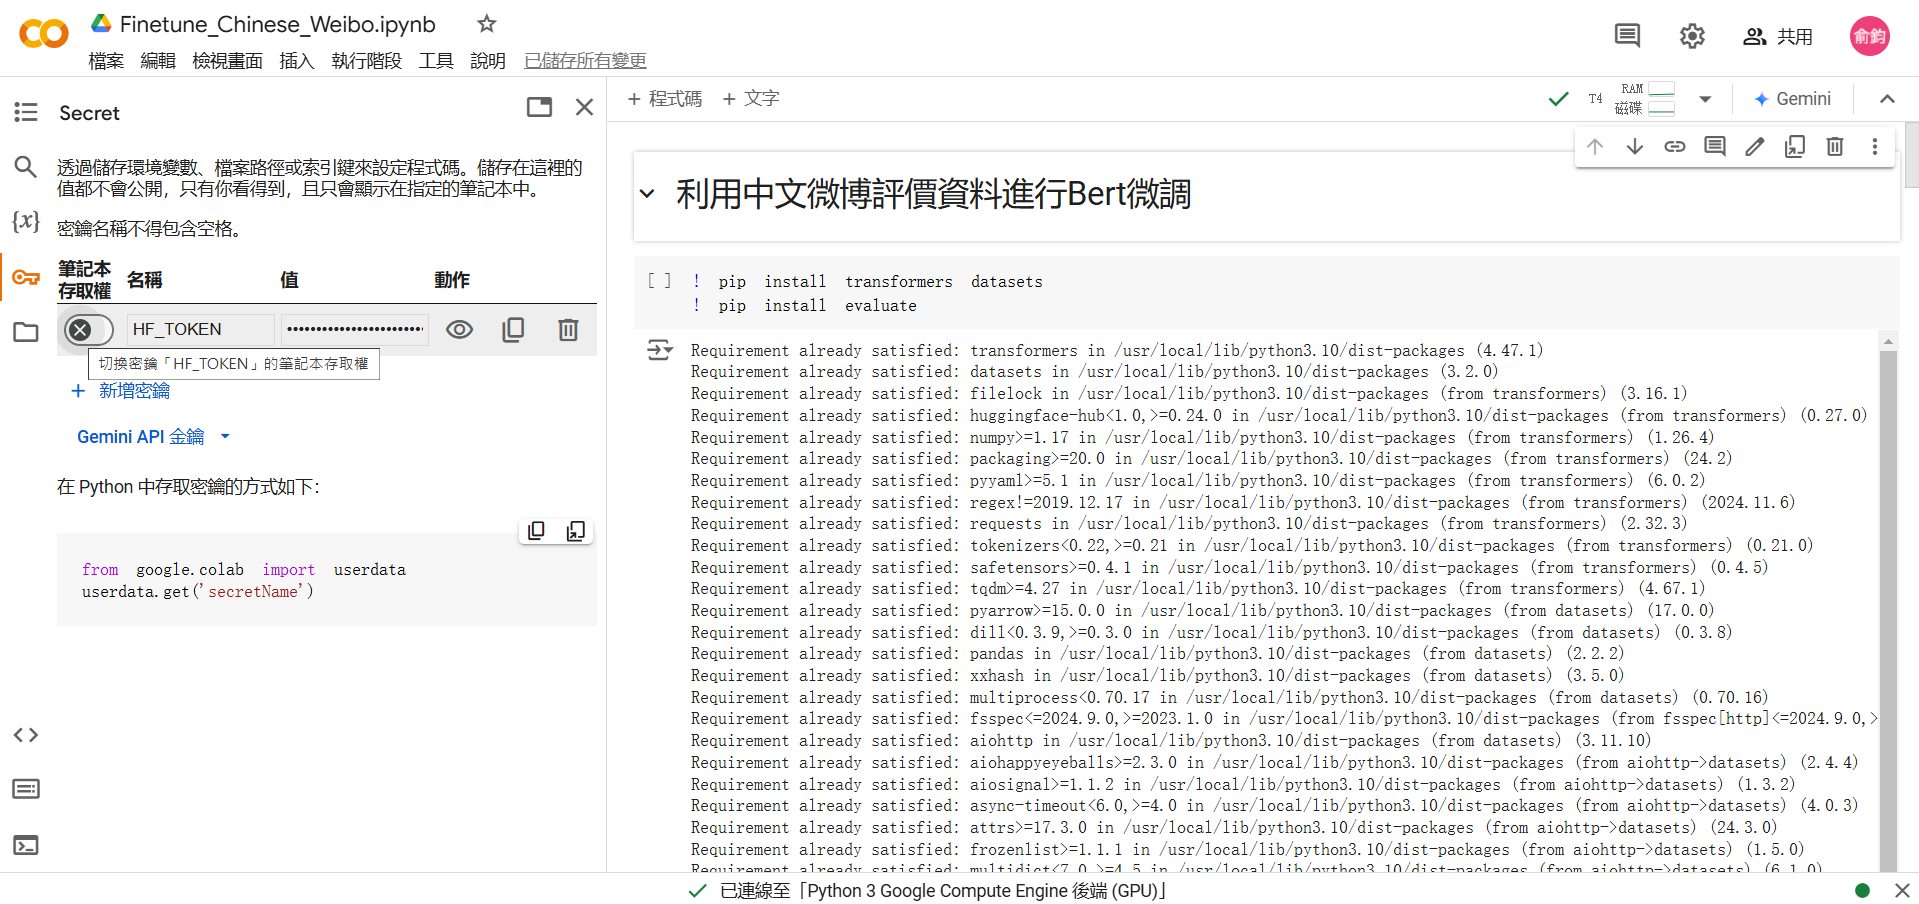 Finetune_Chinese_Weibo.ipynb
檔案 編輯 檢視畫面 插入 執行階段 工具 說明 已儲存所有變更
共用
俞鈞
Secret
透過儲存環境變數、檔案路徑或索引鍵來設定程式碼。儲存在這裡的
值都不會公開，只有你看得到，且只會顯示在指定的筆記本中。
密鑰名稱不得包含空格。
筆記本
存取權 名稱 值 動作
HF_TOKEN ••••••••••••••••••••••••
切換密鑰「HF_TOKEN」的筆記本存取權
+ 新增密鑰
Gemini API 金鑰
在 Python 中存取密鑰的方式如下：
from google.colab import userdata
userdata.get('secretName')
+ 程式碼 + 文字
T4 RAM
磁碟
Gemini
利用中文微博評價資料進行Bert微調
[ ] ! pip install transformers datasets
! pip install evaluate
Requirement already satisfied: transformers in /usr/local/lib/python3.10/dist-packages (4.47.1)
Requirement already satisfied: datasets in /usr/local/lib/python3.10/dist-packages (3.2.0)
Requirement already satisfied: filelock in /usr/local/lib/python3.10/dist-packages (from transformers) (3.16.1)
Requirement already satisfied: huggingface-hub<1.0,>=0.24.0 in /usr/local/lib/python3.10/dist-packages (from transformers) (0.27.0)
Requirement already satisfied: numpy>=1.17 in /usr/local/lib/python3.10/dist-packages (from transformers) (1.26.4)
Requirement already satisfied: packaging>=20.0 in /usr/local/lib/python3.10/dist-packages (from transformers) (24.2)
Requirement already satisfied: pyyaml>=5.1 in /usr/local/lib/python3.10/dist-packages (from transformers) (6.0.2)
Requirement already satisfied: regex!=2019.12.17 in /usr/local/lib/python3.10/dist-packages (from transformers) (2024.11.6)
Requirement already satisfied: requests in /usr/local/lib/python3.10/dist-packages (from transformers) (2.32.3)
Requirement already satisfied: tokenizers<0.22,>=0.21 in /usr/local/lib/python3.10/dist-packages (from transformers) (0.21.0)
Requirement already satisfied: safetensors>=0.4.1 in /usr/local/lib/python3.10/dist-packages (from transformers) (0.4.5)
Requirement already satisfied: tqdm>=4.27 in /usr/local/lib/python3.10/dist-packages (from transformers) (4.67.1)
Requirement already satisfied: pyarrow>=15.0.0 in /usr/local/lib/python3.10/dist-packages (from datasets) (17.0.0)
Requirement already satisfied: dill<0.3.9,>=0.3.0 in /usr/local/lib/python3.10/dist-packages (from datasets) (0.3.8)
Requirement already satisfied: pandas in /usr/local/lib/python3.10/dist-packages (from datasets) (2.2.2)
Requirement already satisfied: xxhash in /usr/local/lib/python3.10/dist-packages (from datasets) (3.5.0)
Requirement already satisfied: multiprocess<0.70.17 in /usr/local/lib/python3.10/dist-packages (from datasets) (0.70.16)
Requirement already satisfied: fsspec<=2024.9.0,>=2023.1.0 in /usr/local/lib/python3.10/dist-packages (from fsspec[http]<=2024.9.0,>
Requirement already satisfied: aiohttp in /usr/local/lib/python3.10/dist-packages (from datasets) (3.11.10)
Requirement already satisfied: aiohappyeyeballs>=2.3.0 in /usr/local/lib/python3.10/dist-packages (from aiohttp->datasets) (2.4.4)
Requirement already satisfied: aiosignal>=1.1.2 in /usr/local/lib/python3.10/dist-packages (from aiohttp->datasets) (1.3.2)
Requirement already satisfied: async-timeout<6.0,>=4.0 in /usr/local/lib/python3.10/dist-packages (from aiohttp->datasets) (4.0.3)
Requirement already satisfied: attrs>=17.3.0 in /usr/local/lib/python3.10/dist-packages (from aiohttp->datasets) (24.3.0)
Requirement already satisfied: frozenlist>=1.1.1 in /usr/local/lib/python3.10/dist-packages (from aiohttp->datasets) (1.5.0)
Requirement already satisfied: multidict<7.0,>=4.5 in /usr/local/lib/python3.10/dist-packages (from aiohttp->datasets) (6.1.0)
已連線至「Python 3 Google Compute Engine 後端 (GPU)」